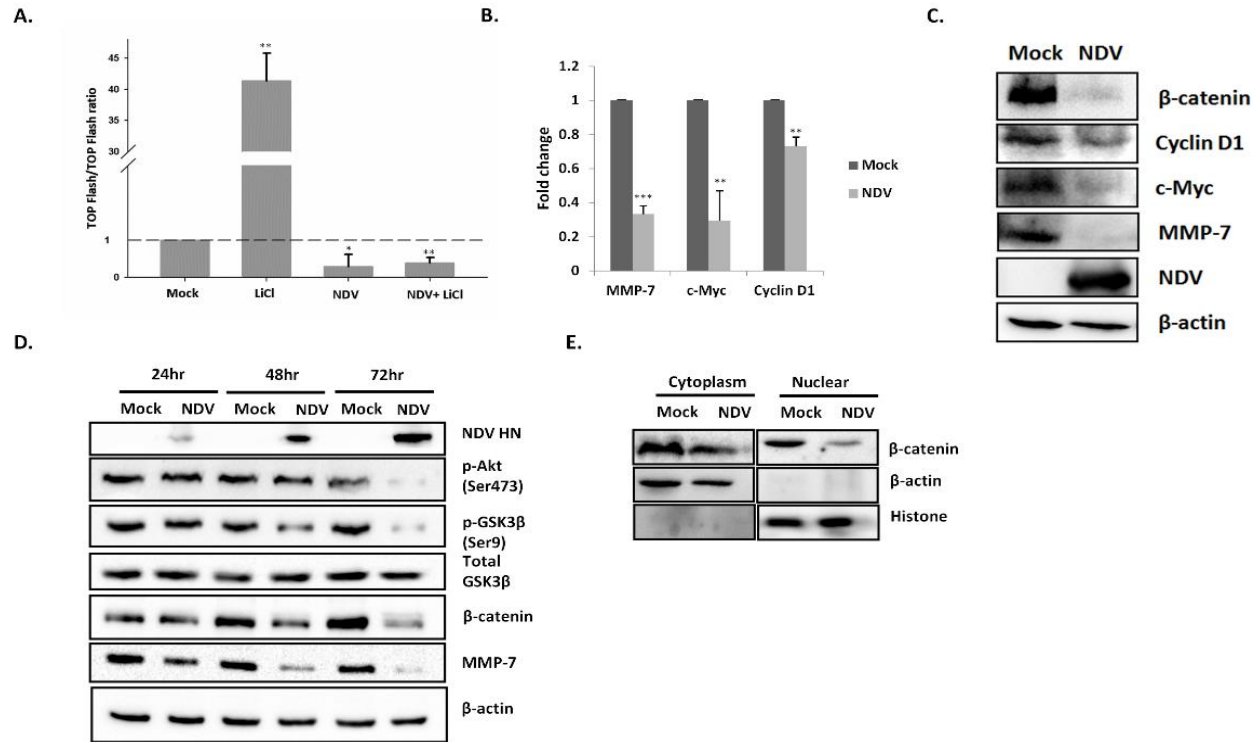 A.
TOP Flash/TOP Flash ratio
45
40
30
1
0
**
*
**
Mock
LiCl
NDV
NDV+ LiCl
B.
Fold change
1.2
1
0.8
0.6
0.4
0.2
0
***
**
**
MMP-7
c-Myc
Cyclin D1
Mock
NDV
C.
Mock NDV
β-catenin
Cyclin D1
c-Myc
MMP-7
NDV
β-actin
D.
24hr 48hr 72hr
Mock NDV Mock NDV Mock NDV
NDV HN
p-Akt
(Ser473)
p-GSK3β
(Ser9)
Total
GSK3β
β-catenin
MMP-7
β-actin
E.
Cytoplasm Nuclear
Mock NDV Mock NDV
β-catenin
β-actin
Histone